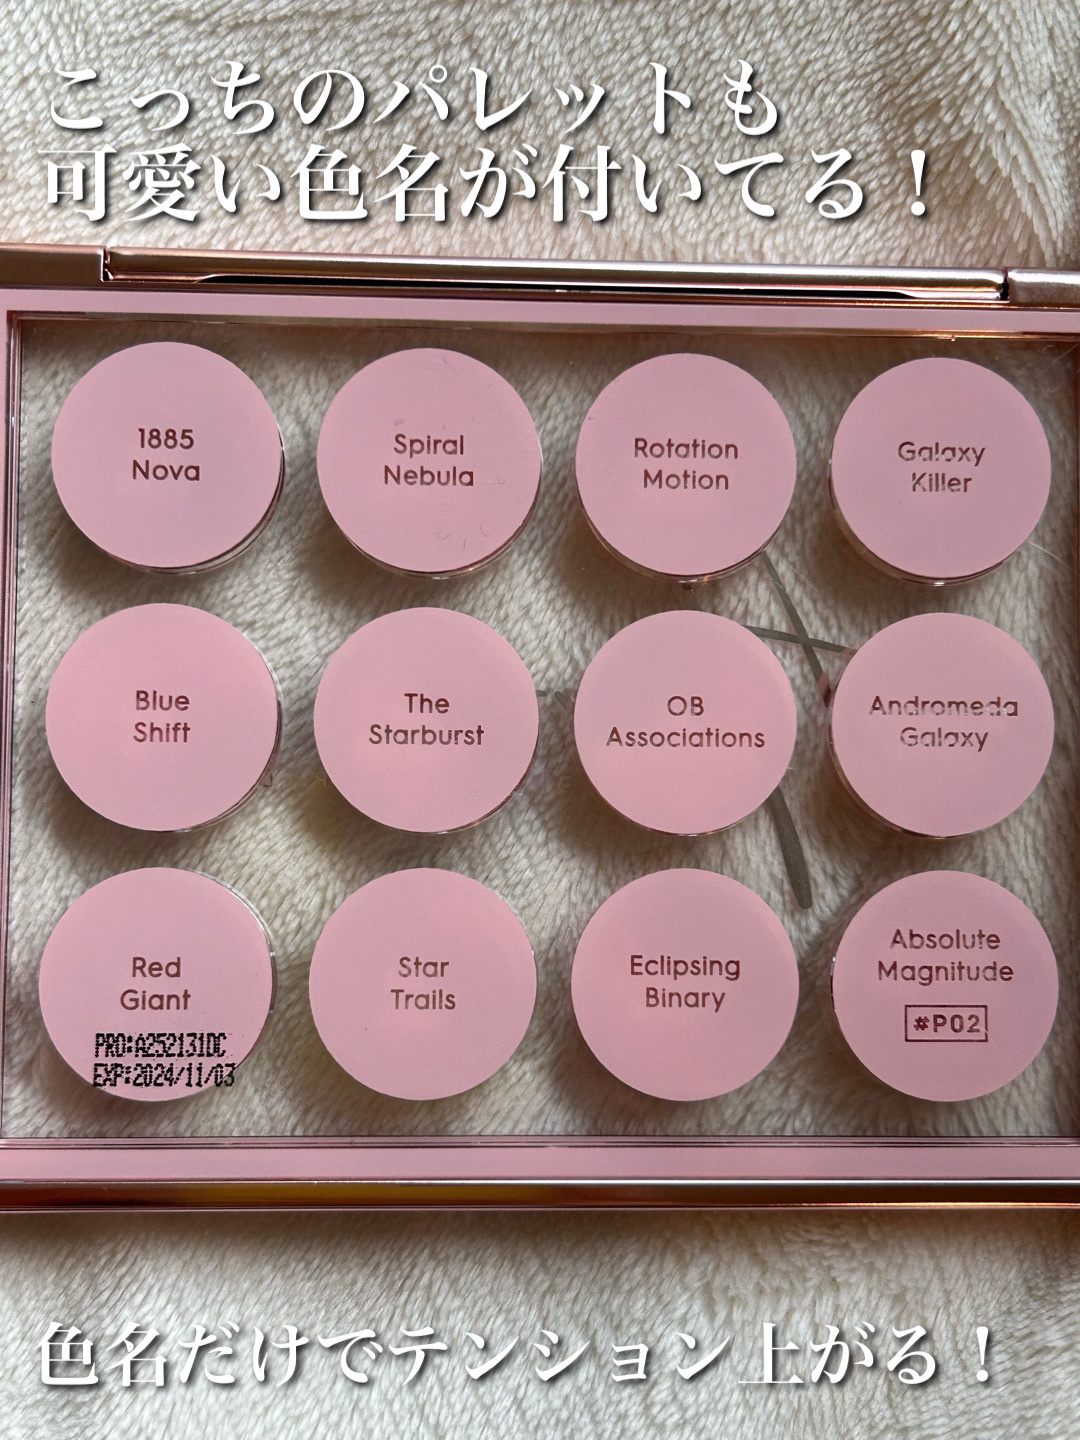 こっちのパレットも
可愛い色名が付いてる！
1885
Nova
Spiral
Nebula
Rotation
Motion
Galaxy
Killer
Blue
Shift
The
Starburst
OB
Associations
Andromeda
Galaxy
Red
Giant
PRO:A252131DC
EXP:2024/11/03
Star
Trails
Eclipsing
Binary
Absolute
Magnitude
#P02
色名だけでテンション上がる！